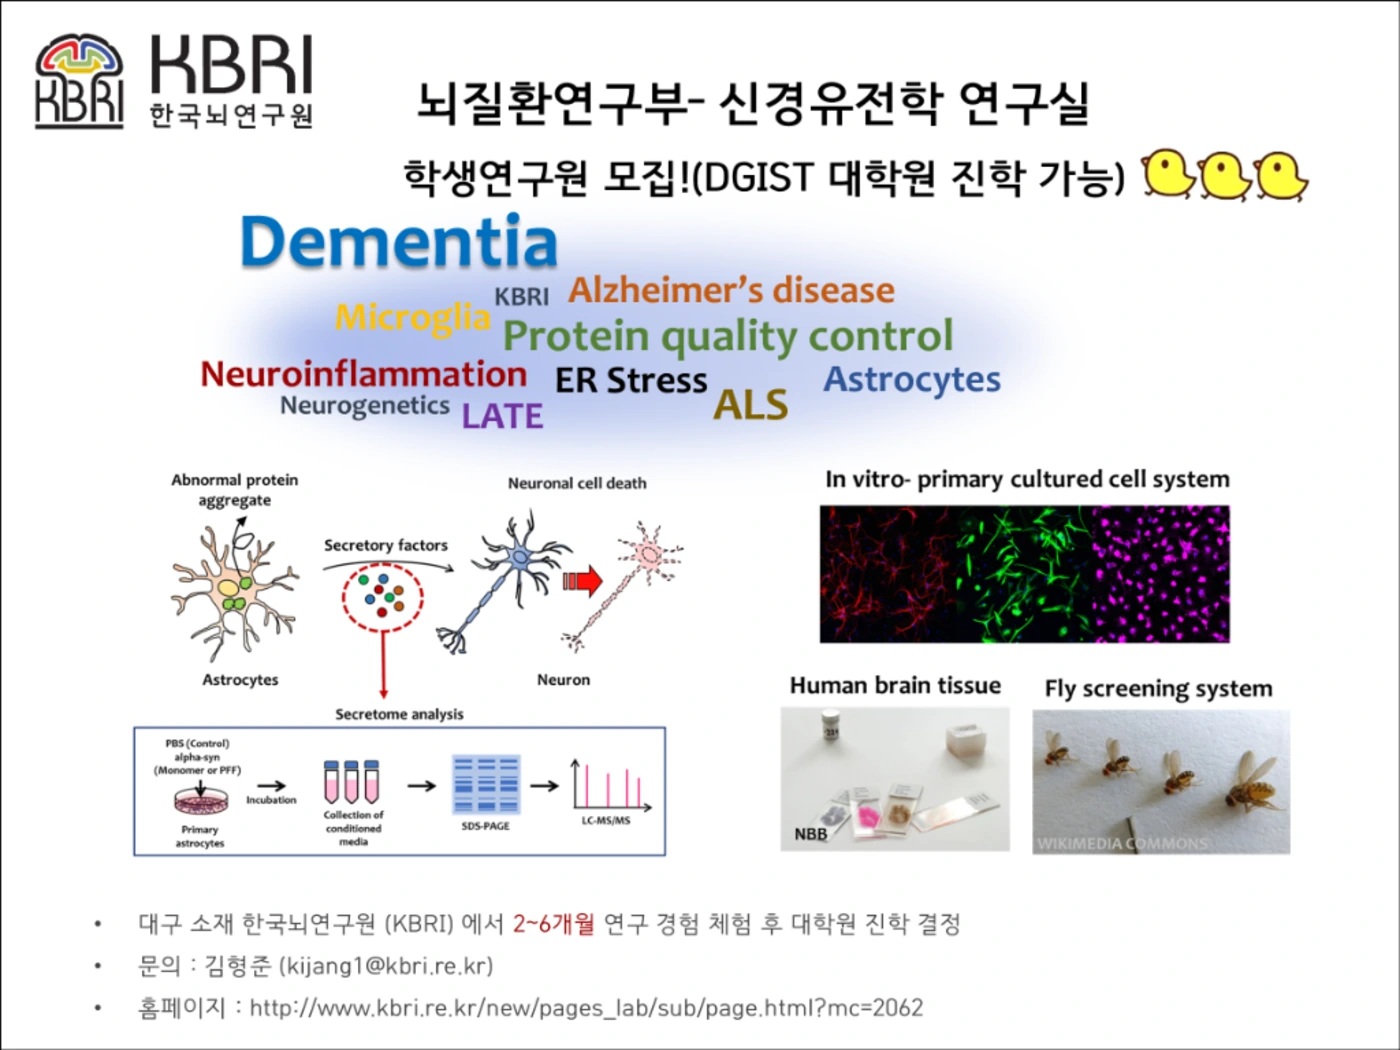 KBRI
KBRI
한국뇌연구원
뇌질환연구부- 신경유전학 연구실
학생연구원 모집!(DGIST 대학원 진학 가능)
Dementia
KBRI Alzheimer's disease
Microglia
Protein quality control
Neuroinflammation ER Stress Astrocytes
Neurogenetics LATE ALS
Abnormal protein
aggregate
Secretory factors
Neuronal cell death
Astrocytes
Neuron
Secretome analysis
PBS (Control)
alpha-syn
(Monomer or PFF)
Incubation
Primary
astrocytes
Collection of
conditioned
media
SDS-PAGE
LC-MS/MS
In vitro- primary cultured cell system
Human brain tissue
NBB
Fly screening system
WIKIMEDIA COMMONS
• 대구 소재 한국뇌연구원 (KBRI) 에서 2~6개월 연구 경험 체험 후 대학원 진학 결정
• 문의 : 김형준 (kijang1@kbri.re.kr)
• 홈페이지 : http://www.kbri.re.kr/new/pages_lab/sub/page.html?mc=2062